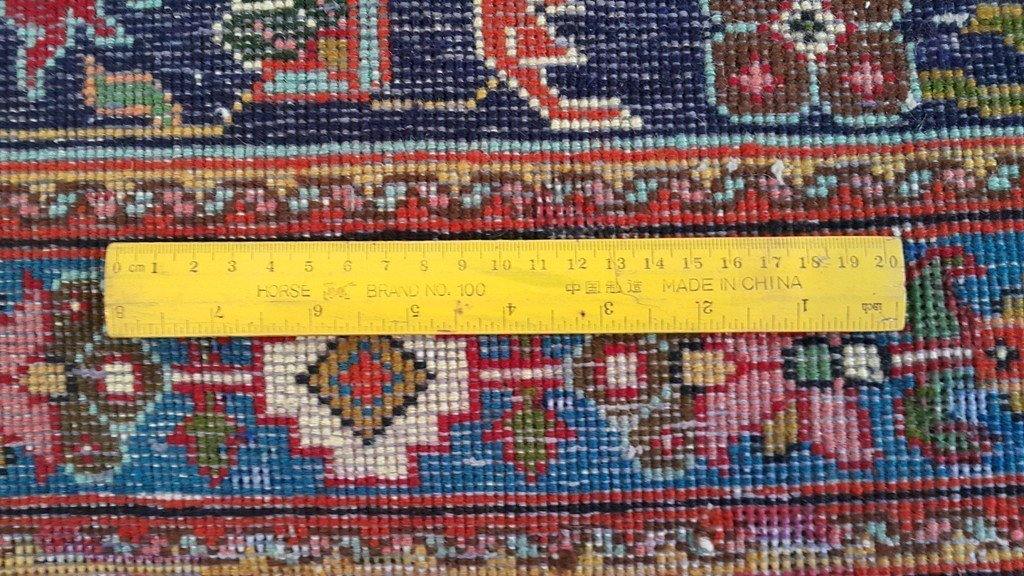 0 cm 1 2 3 4 5 6 7 8 9 10 11 12 13 14 15 16 17 18 19 20
HORSE BRAND NO. 100 中国制造 MADE IN CHINA
8 7 6 5 4 3 2 1 inch